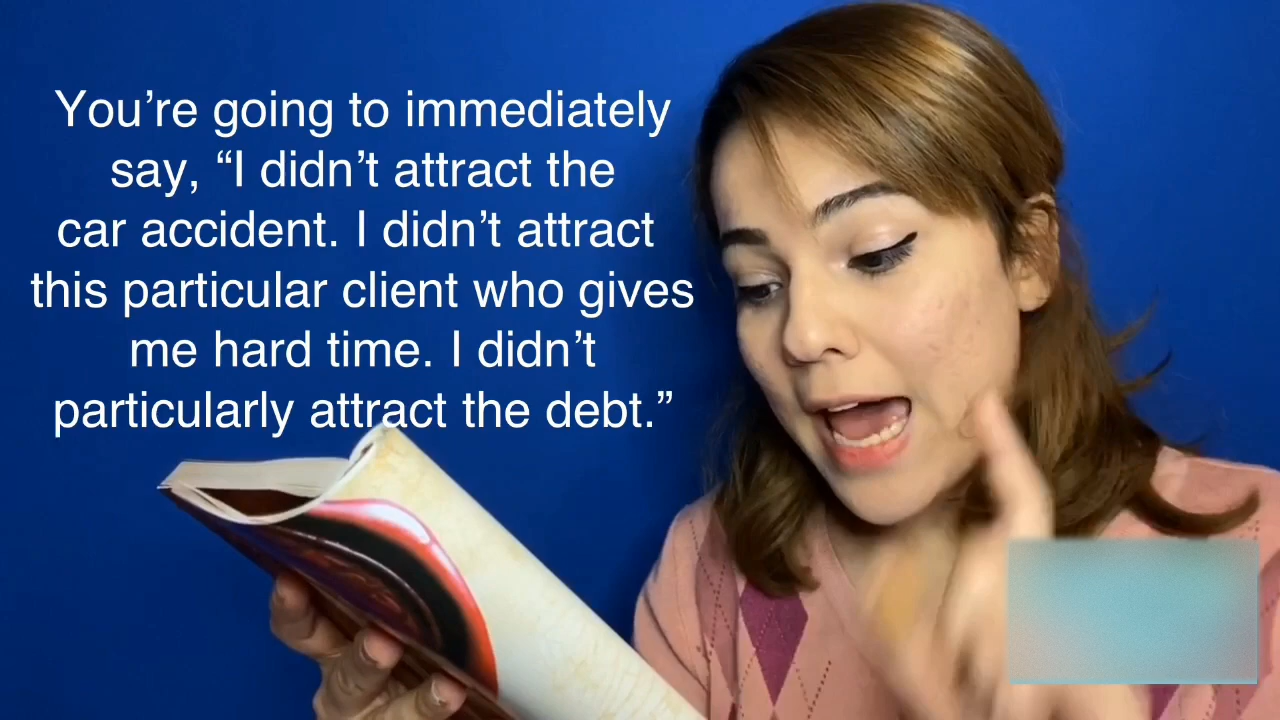 You’re going to immediately
say, “I didn’t attract the
car accident. I didn’t attract
this particular client who gives
me hard time. I didn’t
particularly attract the debt.”